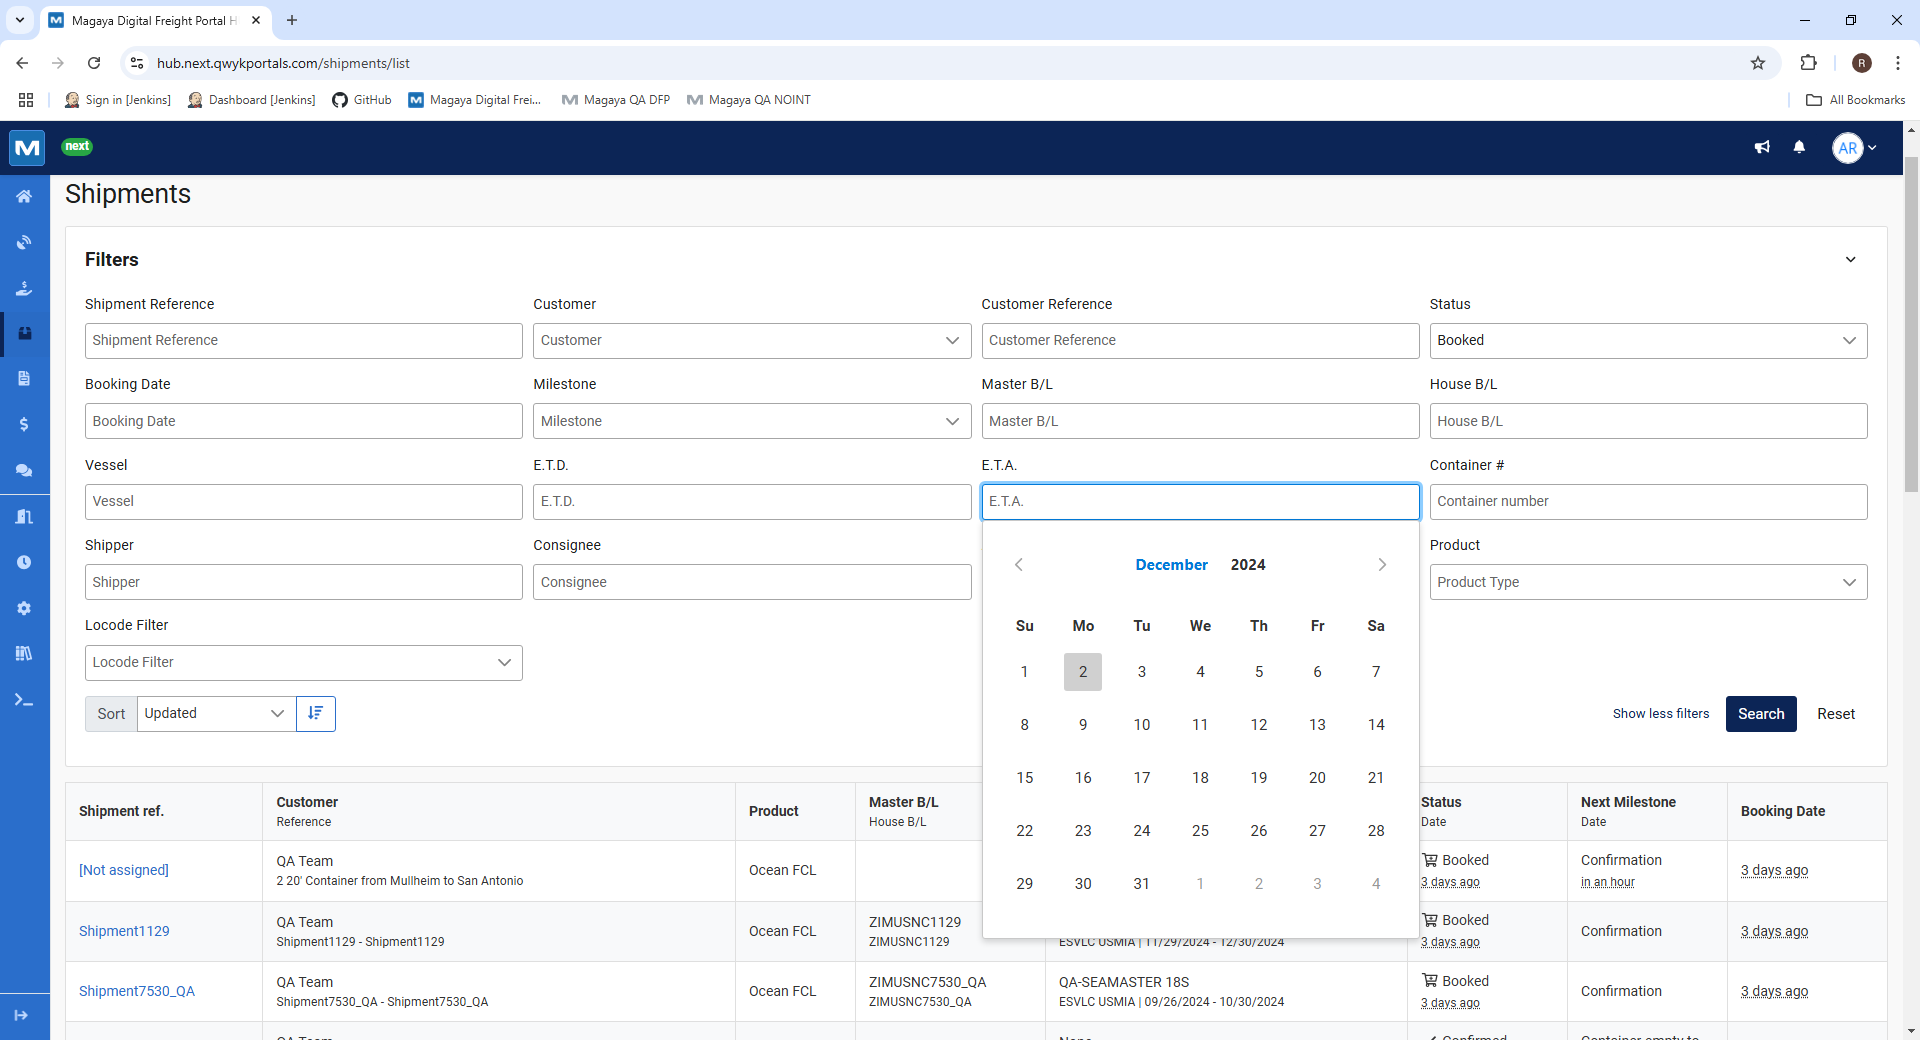 Magaya Digital Freight Portal H
hub.next.qwykportals.com/shipments/list
R
Sign in [Jenkins]
Dashboard [Jenkins]
GitHub
Magaya Digital Frei...
Magaya QA DFP
Magaya QA NOINT
All Bookmarks
next
AR
Shipments
Filters
Shipment Reference
Customer
Customer Reference
Status
Shipment Reference
Customer
Customer Reference
Booked
Booking Date
Milestone
Master B/L
House B/L
Booking Date
Milestone
Master B/L
House B/L
Vessel
E.T.D.
E.T.A.
Container #
Vessel
E.T.D.
E.T.A.
Container number
Shipper
Consignee
Product
Shipper
Consignee
Product Type
Locode Filter
Locode Filter
Sort
Updated
Show less filters
Search
Reset
December 2024
Su Mo Tu We Th Fr Sa
1 2 3 4 5 6 7
8 9 10 11 12 13 14
15 16 17 18 19 20 21
22 23 24 25 26 27 28
29 30 31 1 2 3 4
Shipment ref.
Customer
Reference
Product
Master B/L
House B/L
Status
Date
Next Milestone
Date
Booking Date
[Not assigned]
QA Team
2 20' Container from Mullheim to San Antonio
Ocean FCL
Booked
3 days ago
Confirmation
in an hour
3 days ago
Shipment1129
QA Team
Shipment1129 - Shipment1129
Ocean FCL
ZIMUSNC1129
ZIMUSNC1129
ESVLC USMIA | 11/29/2024 - 12/30/2024
Booked
3 days ago
Confirmation
3 days ago
Shipment7530_QA
QA Team
Shipment7530_QA - Shipment7530_QA
Ocean FCL
ZIMUSNC7530_QA
ZIMUSNC7530_QA
QA-SEAMASTER 18S
ESVLC USMIA | 09/26/2024 - 10/30/2024
Booked
3 days ago
Confirmation
3 days ago
QA Team
None
Confirmed
Container empty to